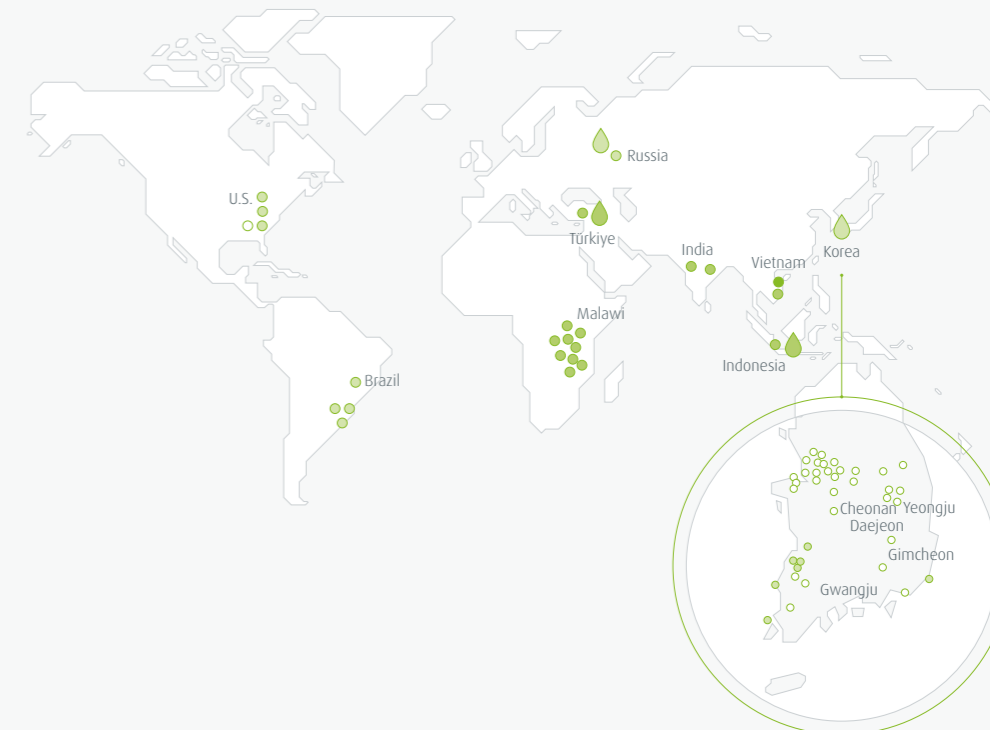 Russia
U.S.
Türkiye
India
Vietnam
Korea
Malawi
Indonesia
Brazil
Cheonan Yeongju
Daejeon
Gimcheon
Gwangju